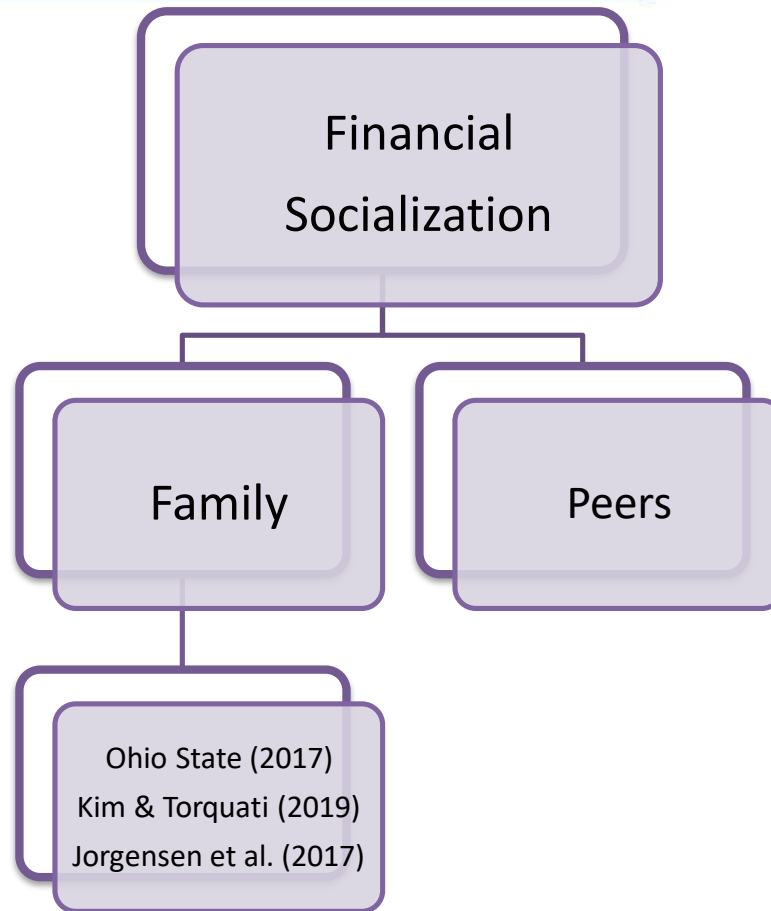 Financial
Socialization
Family
Peers
Ohio State (2017)
Kim & Torquati (2019)
Jorgensen et al. (2017)